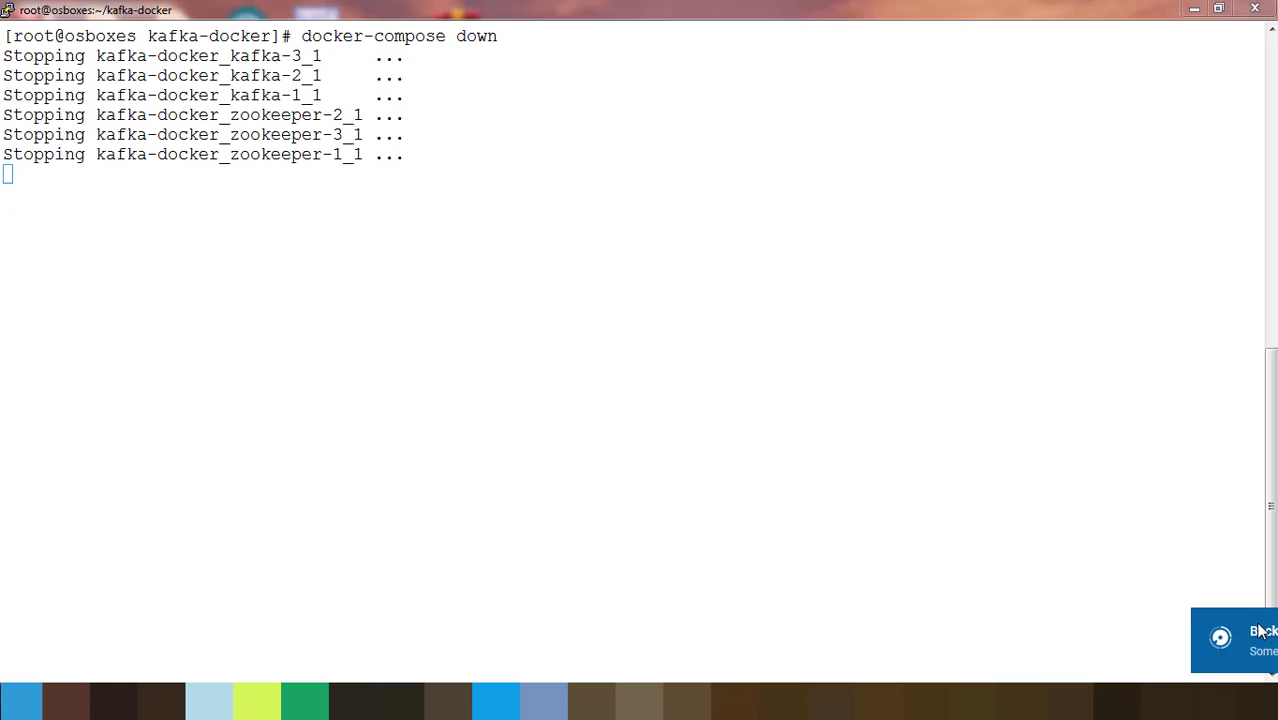 root@osboxes:~/kafka-docker
[root@osboxes kafka-docker]# docker-compose down
Stopping kafka-docker_kafka-3_1 ...
Stopping kafka-docker_kafka-2_1 ...
Stopping kafka-docker_kafka-1_1 ...
Stopping kafka-docker_zookeeper-2_1 ...
Stopping kafka-docker_zookeeper-3_1 ...
Stopping kafka-docker_zookeeper-1_1 ...
Some